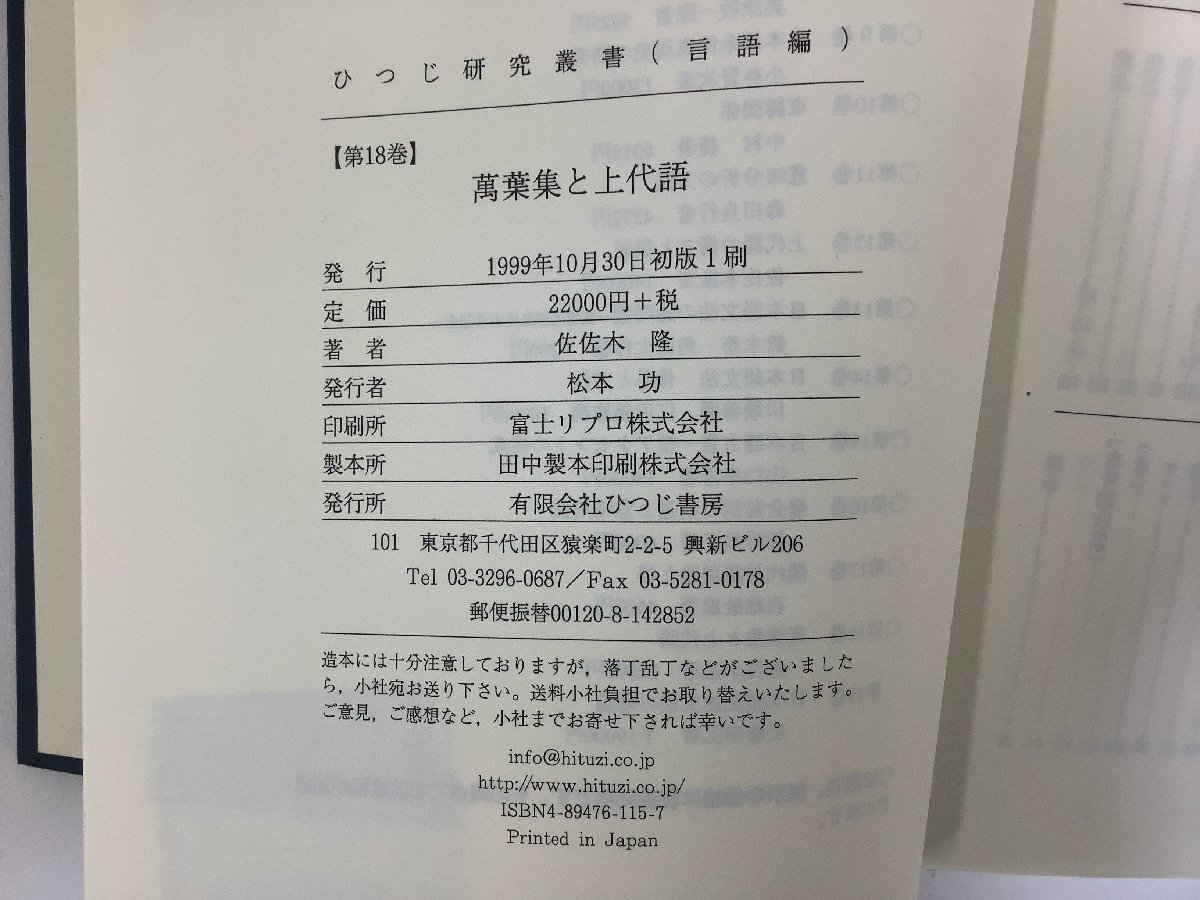 ひつじ研究叢書(言語編)
【第18巻】
萬葉集と上代語
発行 1999年10月30日初版1刷
定価 22000円+税
著者 佐佐木 隆
発行者 松本 功
印刷所 富士リプロ株式会社
製本所 田中製本印刷株式会社
発行所 有限会社ひつじ書房
101 東京都千代田区猿楽町2-2-5 興新ビル206
Tel 03-3296-0687/Fax 03-5281-0178
郵便振替00120-8-142852
造本には十分注意しておりますが,落丁乱丁などがございました
ら,小社宛お送り下さい。送料小社負担でお取り替えいたします。
ご意見,ご感想など,小社までお寄せ下されば幸いです。
info@hituzi.co.jp
http://www.hituzi.co.jp/
ISBN4-89476-115-7
Printed in Japan